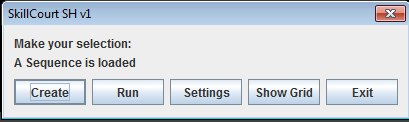 SkillCourt SH v1
Make your selection:
A Sequence is loaded
Create Run Settings Show Grid Exit